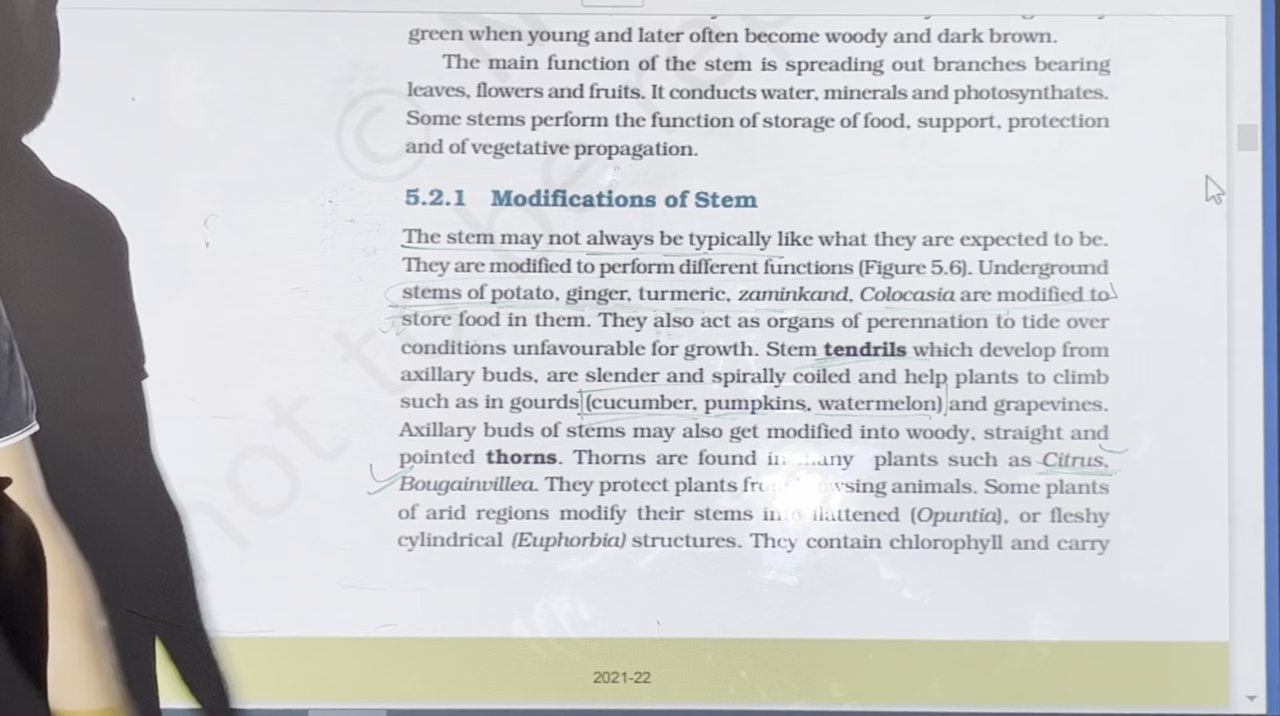 green when young and later often become woody and dark brown.
The main function of the stem is spreading out branches bearing
leaves, flowers and fruits. It conducts water, minerals and photosynthates.
Some stems perform the function of storage of food, support, protection
and of vegetative propagation.
5.2.1 Modifications of Stem
The stem may not always be typically like what they are expected to be.
They are modified to perform different functions (Figure 5.6). Underground
stems of potato, ginger, turmeric, zaminkand, Colocasia are modified to
store food in them. They also act as organs of perennation to tide over
conditions unfavourable for growth. Stem tendrils which develop from
axillary buds, are slender and spirally coiled and help plants to climb
such as in gourds (cucumber, pumpkins, watermelon) and grapevines.
Axillary buds of stems may also get modified into woody, straight and
pointed thorns. Thorns are found in many plants such as Citrus,
Bougainvillea. They protect plants animals. Some plants
of arid regions modify their stems into flattened (Opuntia), or fleshy
cylindrical (Euphorbia) structures. They contain chlorophyll and carry
2021-22